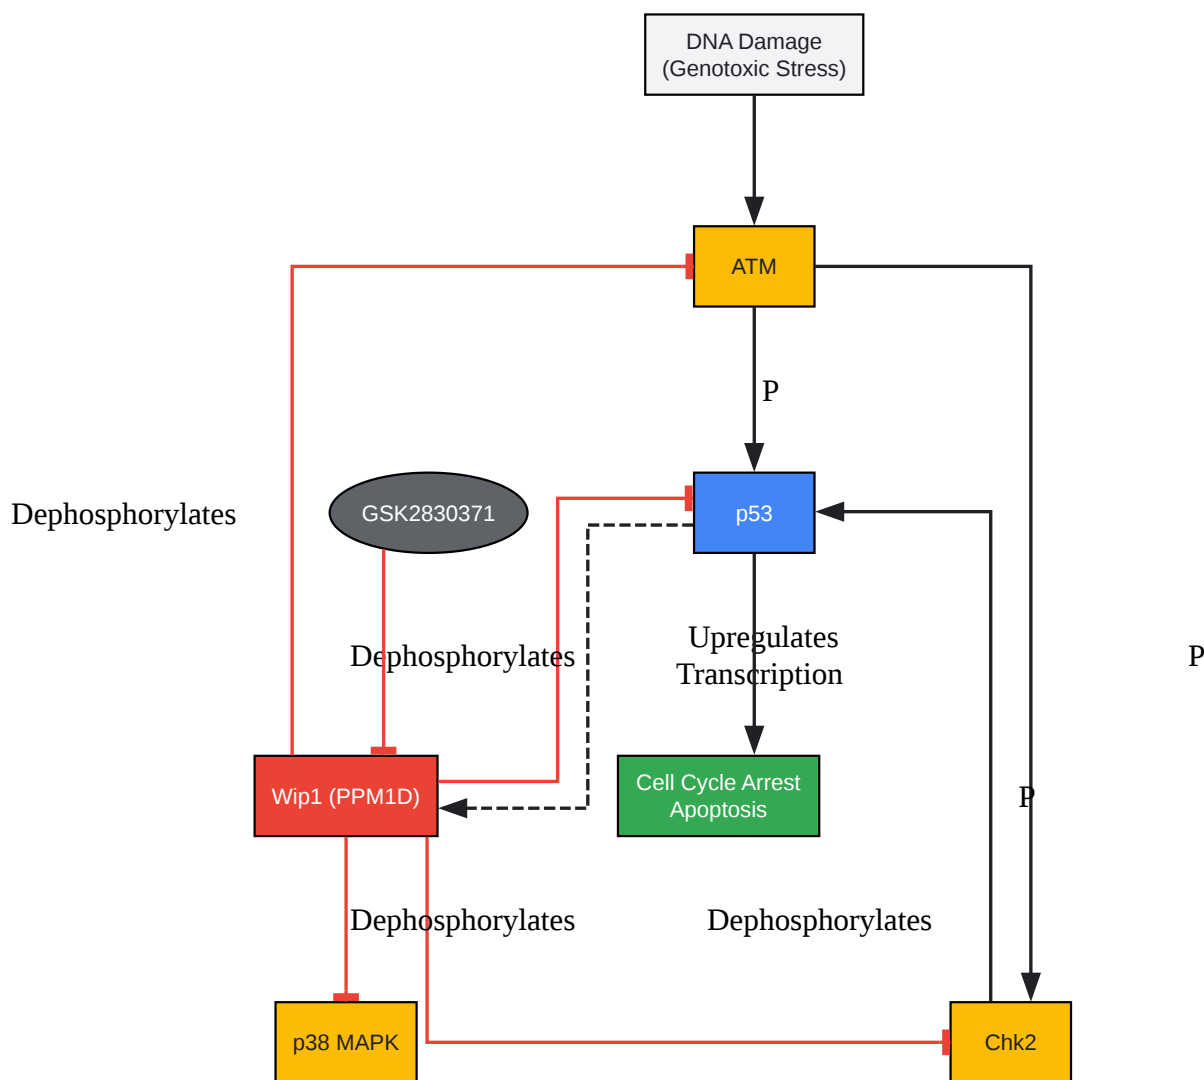 DNA Damage
(Genotoxic Stress)
ATM
P
Dephosphorylates
GSK2830371
p53
Dephosphorylates
Upregulates
Transcription
P
Wip1 (PPM1D)
Cell Cycle Arrest
Apoptosis
P
Dephosphorylates
Dephosphorylates
p38 MAPK
Chk2